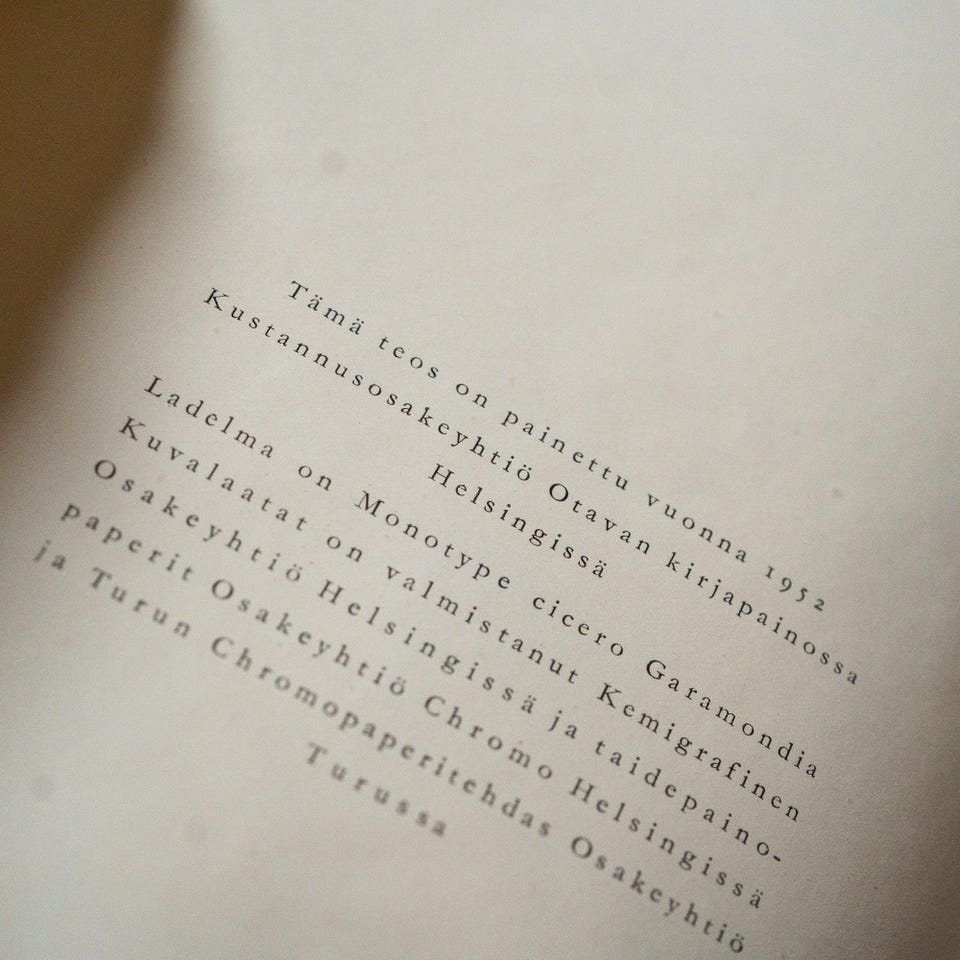 Tämä teos on painettu vuonna 1952
Kustannusosakeyhtiö Otavan kirjapainossa
Helsingissä
Ladelma on Monotype cicero Garamondia
Kuvalaatat on valmistanut Kemigrafinen
Osakeyhtiö Helsingissä ja taidepaino-
paperit Osakeyhtiö Chromo Helsingissä
ja Turun Chromopaperitehdas Osakeyhtiö
Turussa